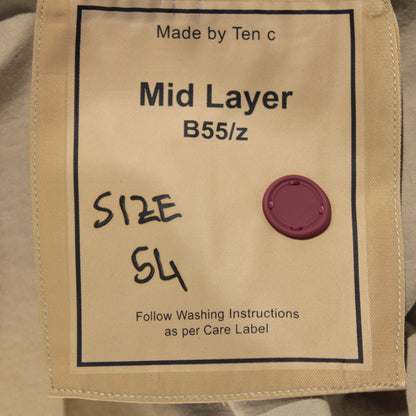 Made by Ten c
Mid Layer
B55/z
SIZE
54
Follow Washing Instructions
as per Care Label